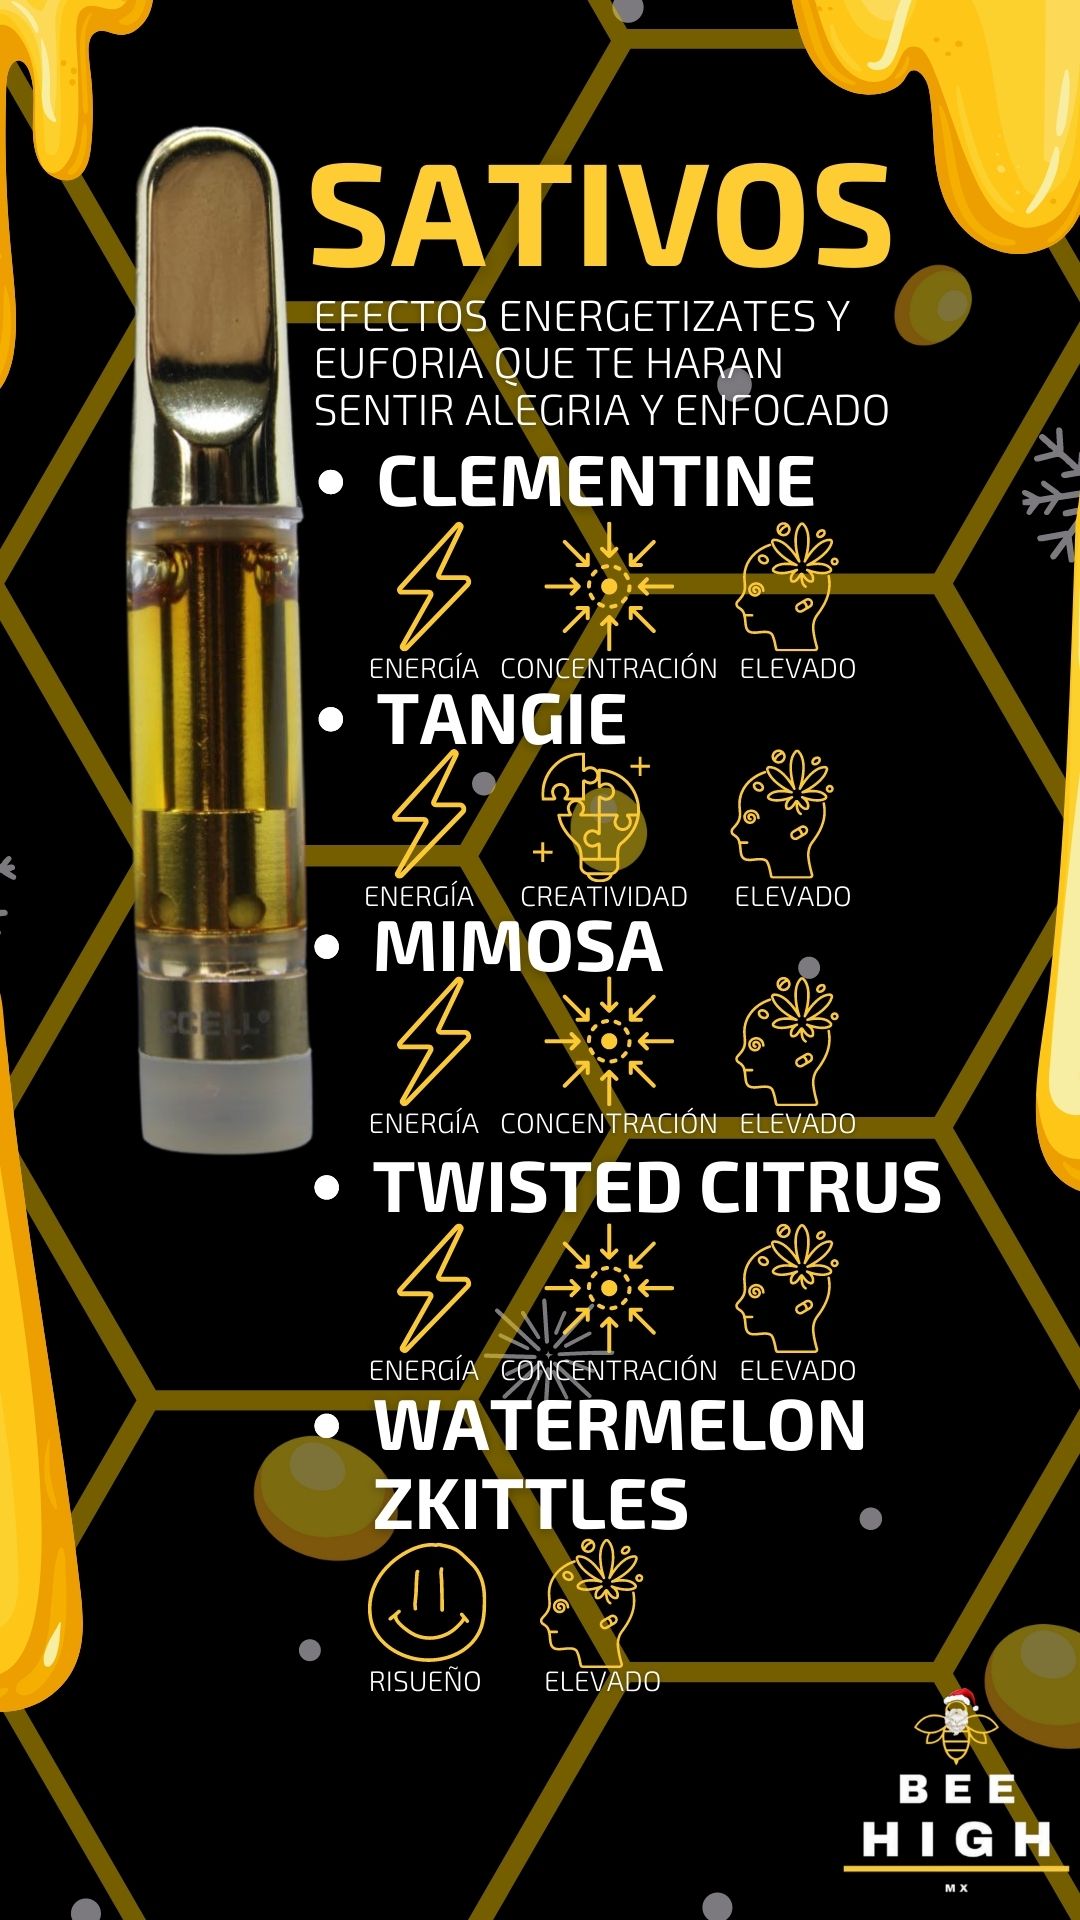 SATIVOS
EFECTOS ENERGETIZATES Y
EUFORIA QUE TE HARAN
SENTIR ALEGRIA Y ENFOCADO
• CLEMENTINE
ENERGÍA CONCENTRACIÓN ELEVADO
• TANGIE
ENERGÍA CREATIVIDAD ELEVADO
• MIMOSA
ENERGÍA CONCENTRACIÓN ELEVADO
CCELL®
• TWISTED CITRUS
ENERGÍA CONCENTRACIÓN ELEVADO
• WATERMELON
ZKITTLES
RISUEÑO ELEVADO
BEE
HIGH
MX